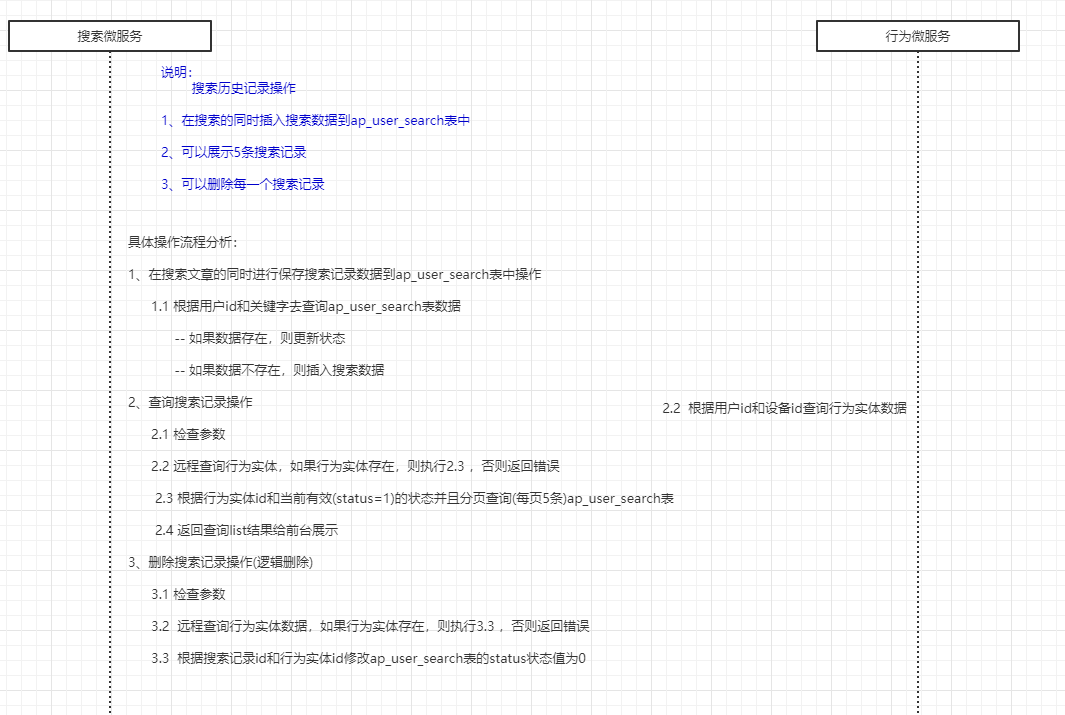 搜索微服务
行为微服务
说明：
搜索历史记录操作
1、在搜索的同时插入搜索数据到ap_user_search表中
2、可以展示5条搜索记录
3、可以删除每一个搜索记录
具体操作流程分析：
1、在搜索文章的同时进行保存搜索记录数据到ap_user_search表中操作
1.1 根据用户id和关键字去查询ap_user_search表数据
-- 如果数据存在，则更新状态
-- 如果数据不存在，则插入搜索数据
2、查询搜索记录操作
2.2 根据用户id和设备id查询行为实体数据
2.1 检查参数
2.2 远程查询行为实体，如果行为实体存在，则执行2.3 ，否则返回错误
2.3 根据行为实体id和当前有效(status=1)的状态并且分页查询(每页5条)ap_user_search表
2.4 返回查询list结果给前台展示
3、删除搜索记录操作(逻辑删除)
3.1 检查参数
3.2 远程查询行为实体数据，如果行为实体存在，则执行3.3 ，否则返回错误
3.3 根据搜索记录id和行为实体id修改ap_user_search表的status状态值为0